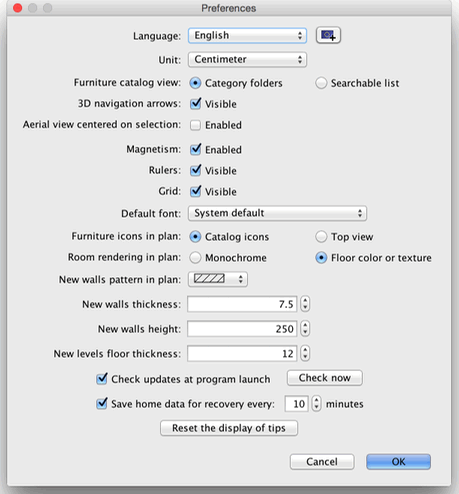 Preferences
Language: English
Unit: Centimeter
Furniture catalog view: Category folders Searchable list
3D navigation arrows: Visible
Aerial view centered on selection: Enabled
Magnetism: Enabled
Rulers: Visible
Grid: Visible
Default font: System default
Furniture icons in plan: Catalog icons Top view
Room rendering in plan: Monochrome Floor color or texture
New walls pattern in plan:
New walls thickness: 7.5
New walls height: 250
New levels floor thickness: 12
Check updates at program launch Check now
Save home data for recovery every: 10 minutes
Reset the display of tips
Cancel OK